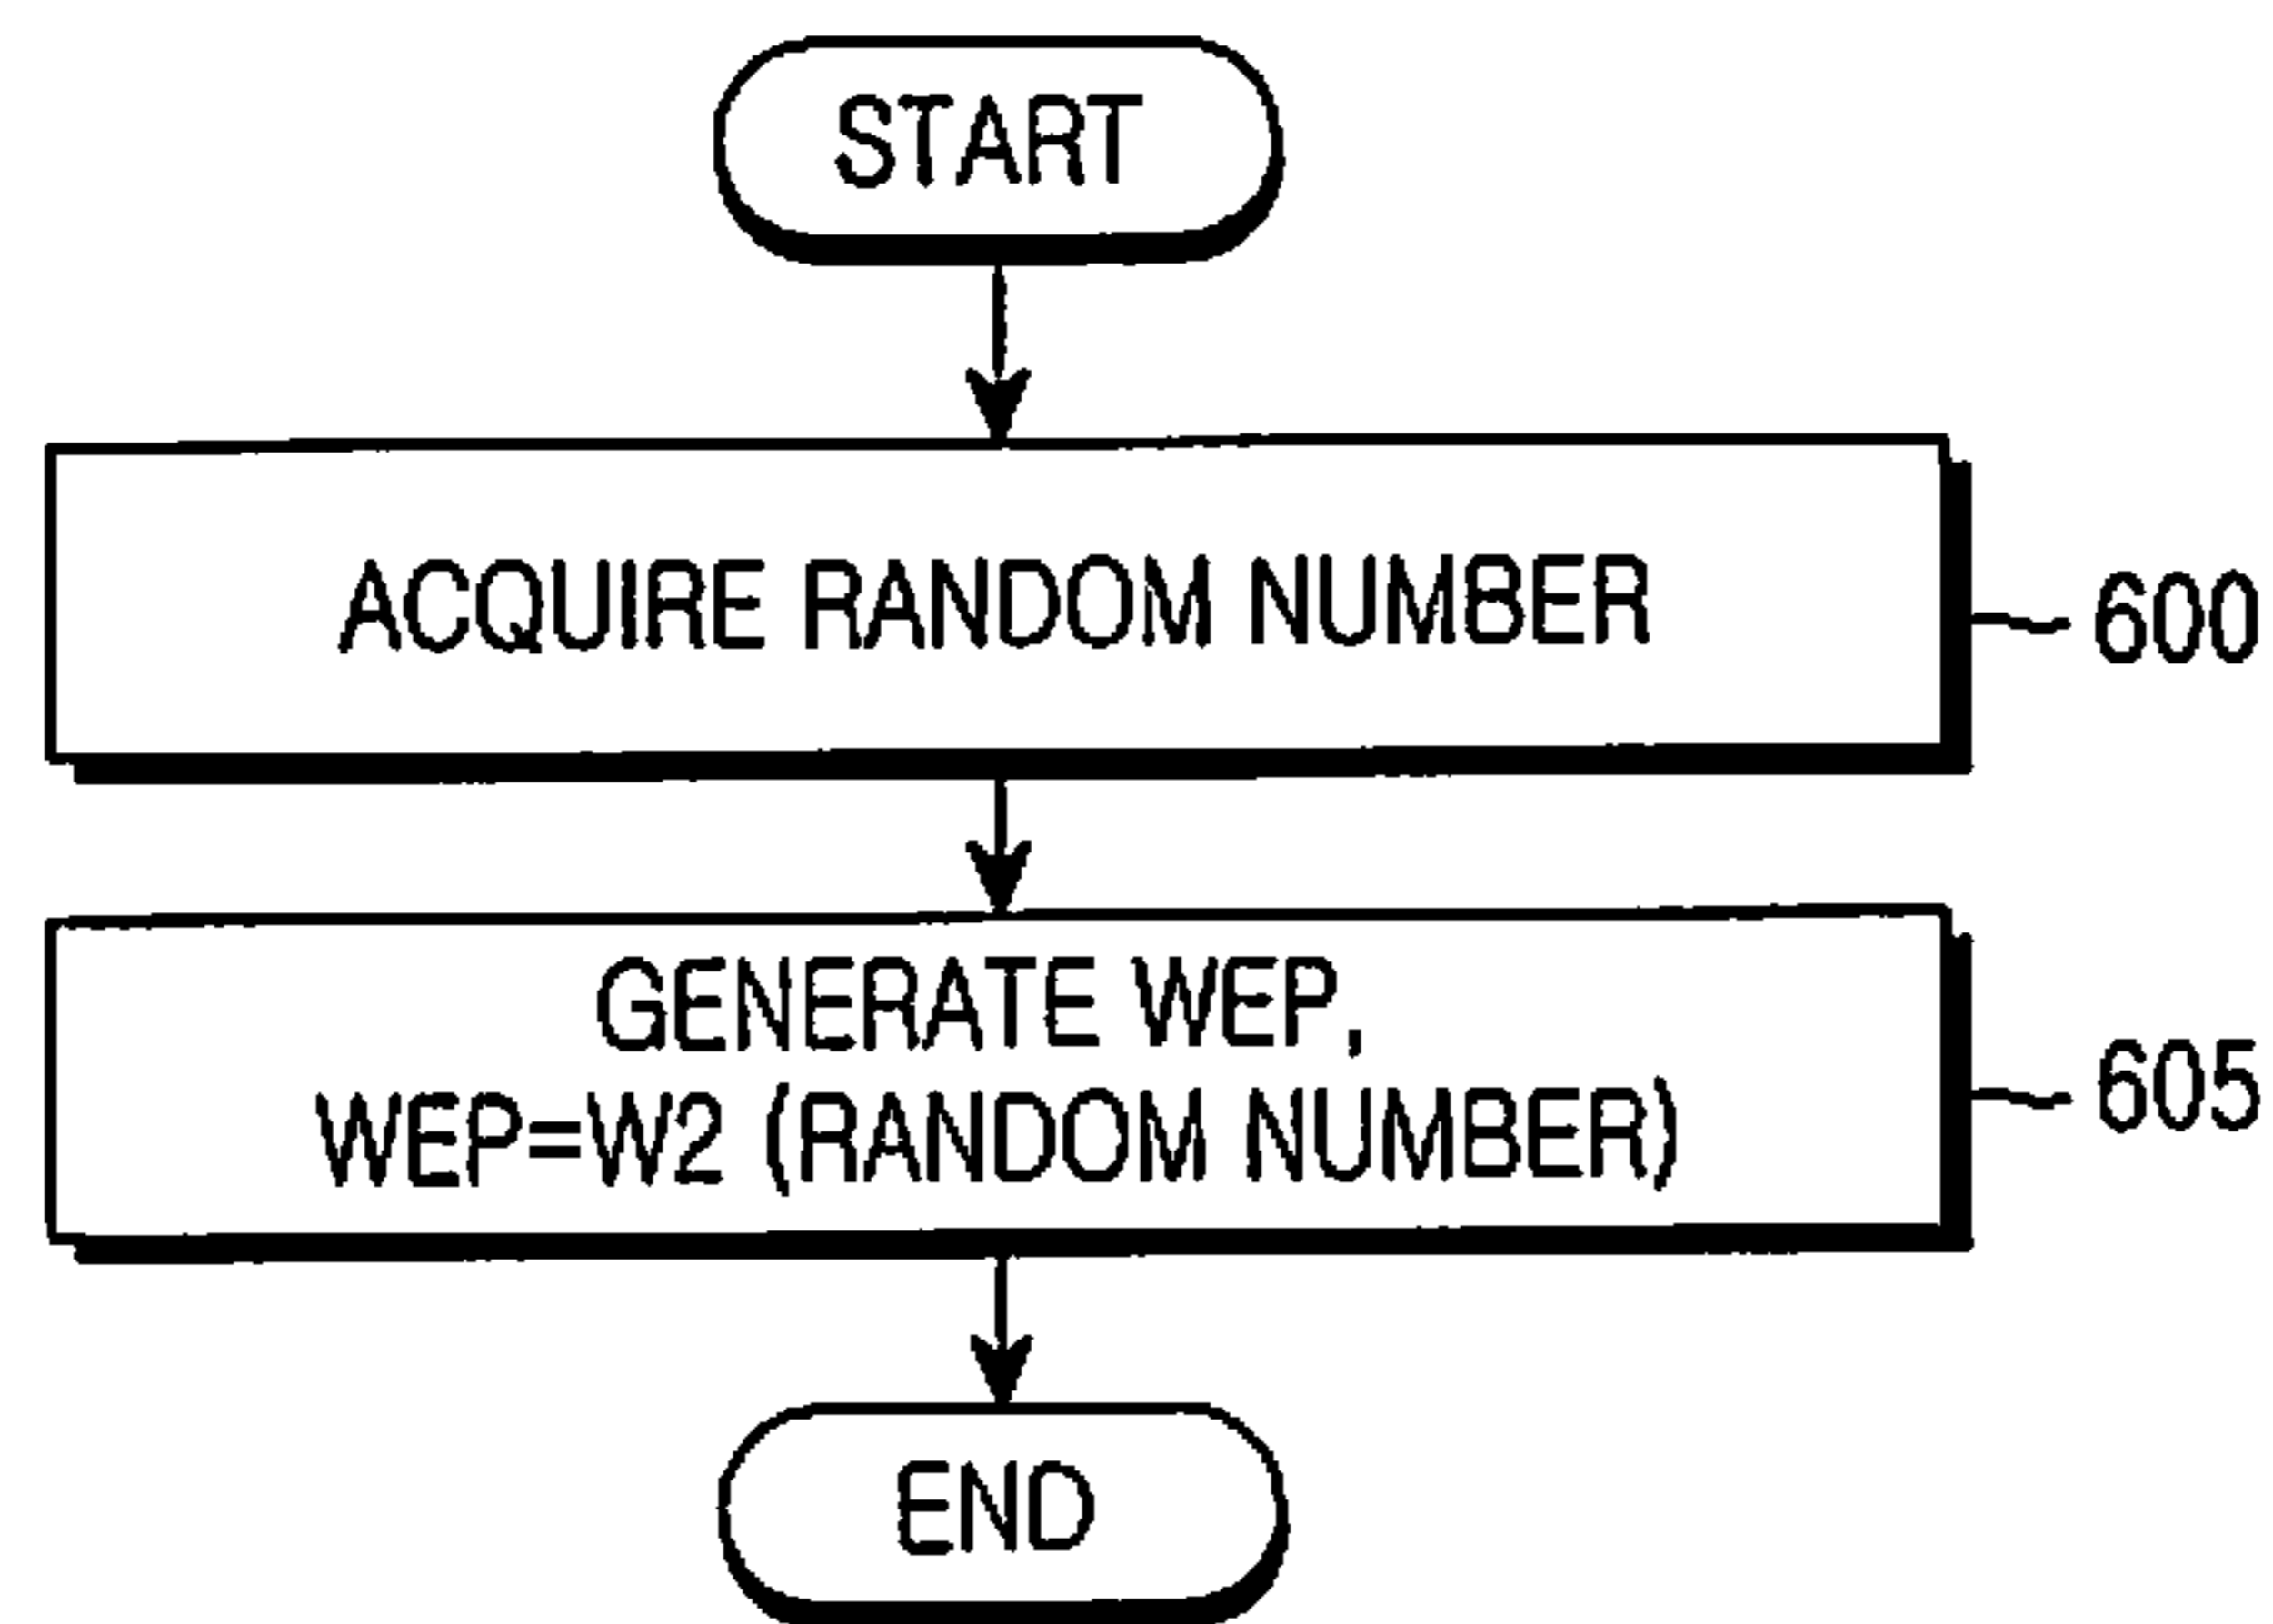 START
ACQUIRE RANDOM NUMBER
600
GENERATE WEP,
WEP=W2 (RANDOM NUMBER)
605
END